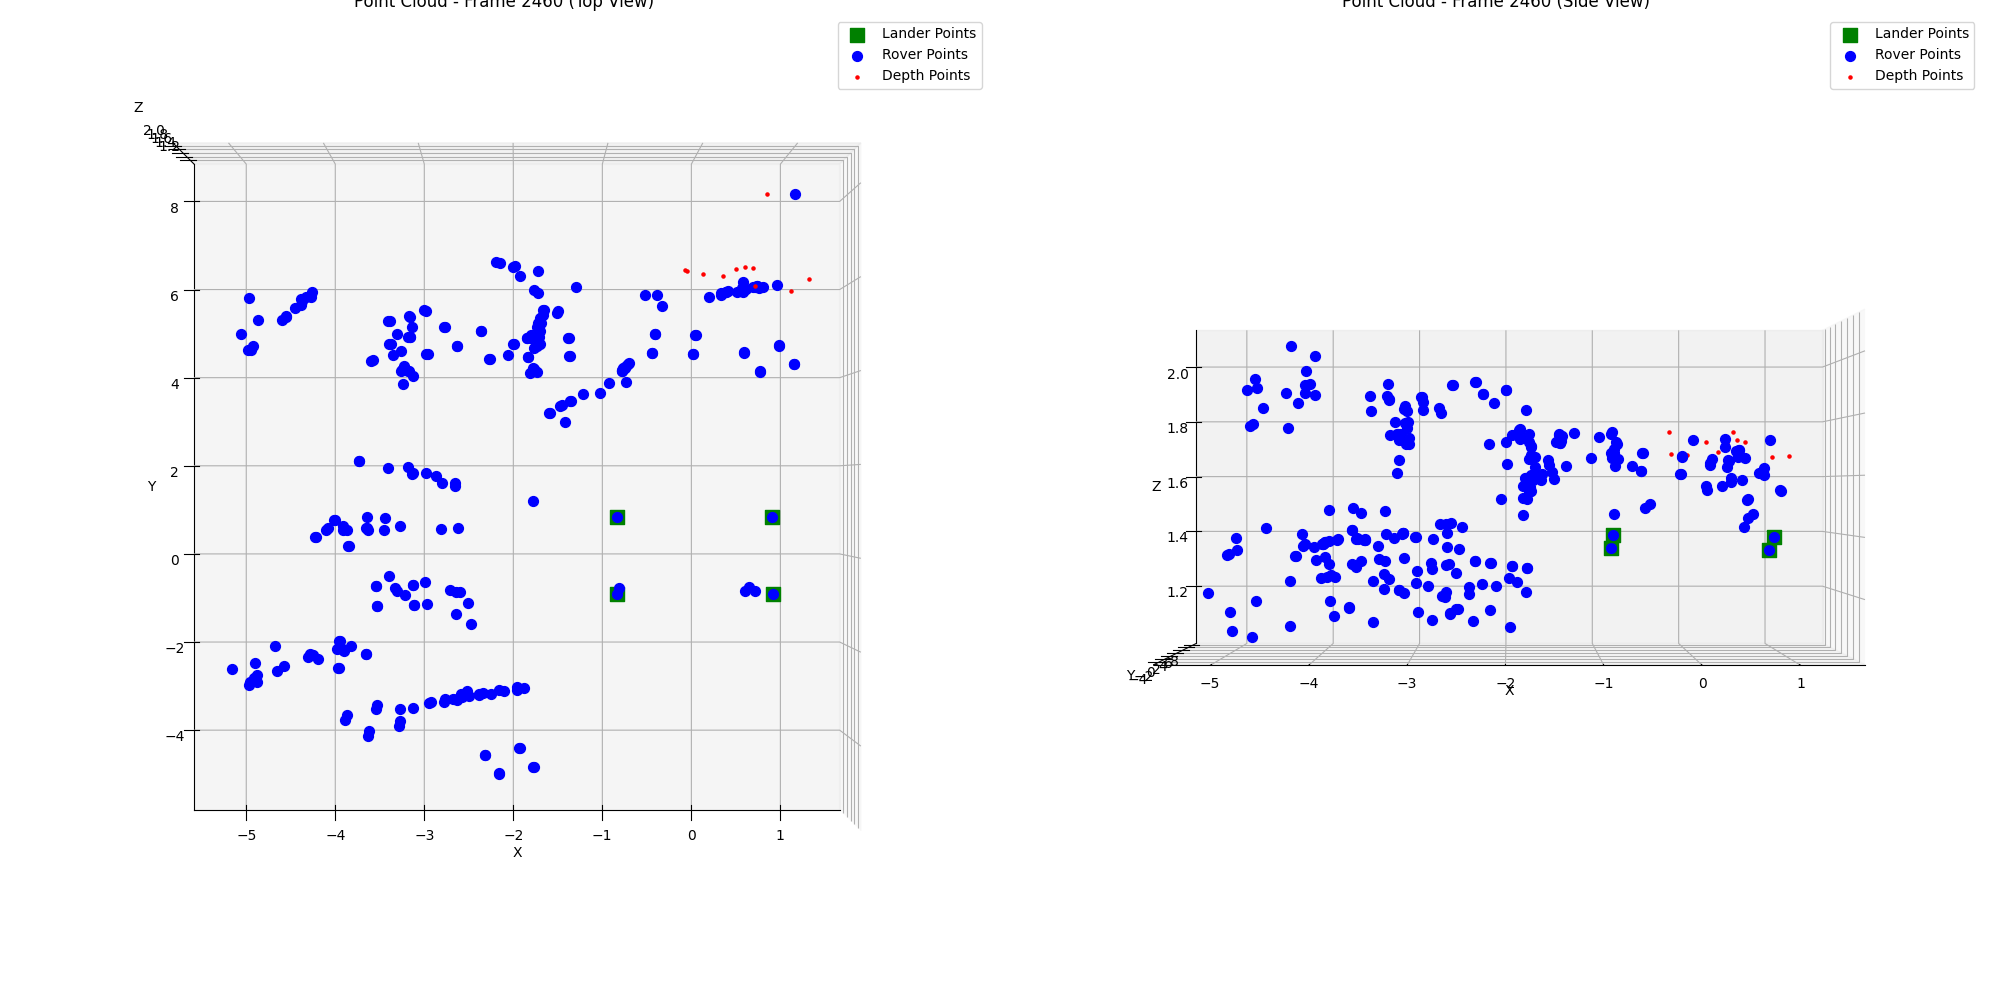 Point Cloud - Frame 2460 (Top View)
Lander Points
Rover Points
Depth Points
Z
2.0
8
6
4
2
0
−2
−4
Y
−5
−4
−3
−2
−1
0
1
X
Point Cloud - Frame 2460 (Side View)
Lander Points
Rover Points
Depth Points
2.0
1.8
1.6
1.4
1.2
Z
Y
−5
−4
−3
−2
−1
0
1
X